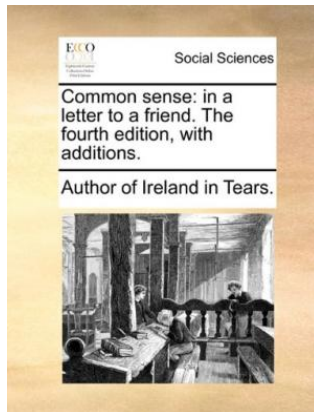 ECCO
Social Sciences
Common sense: in a
letter to a friend. The
fourth edition, with
additions.
Author of Ireland in Tears.